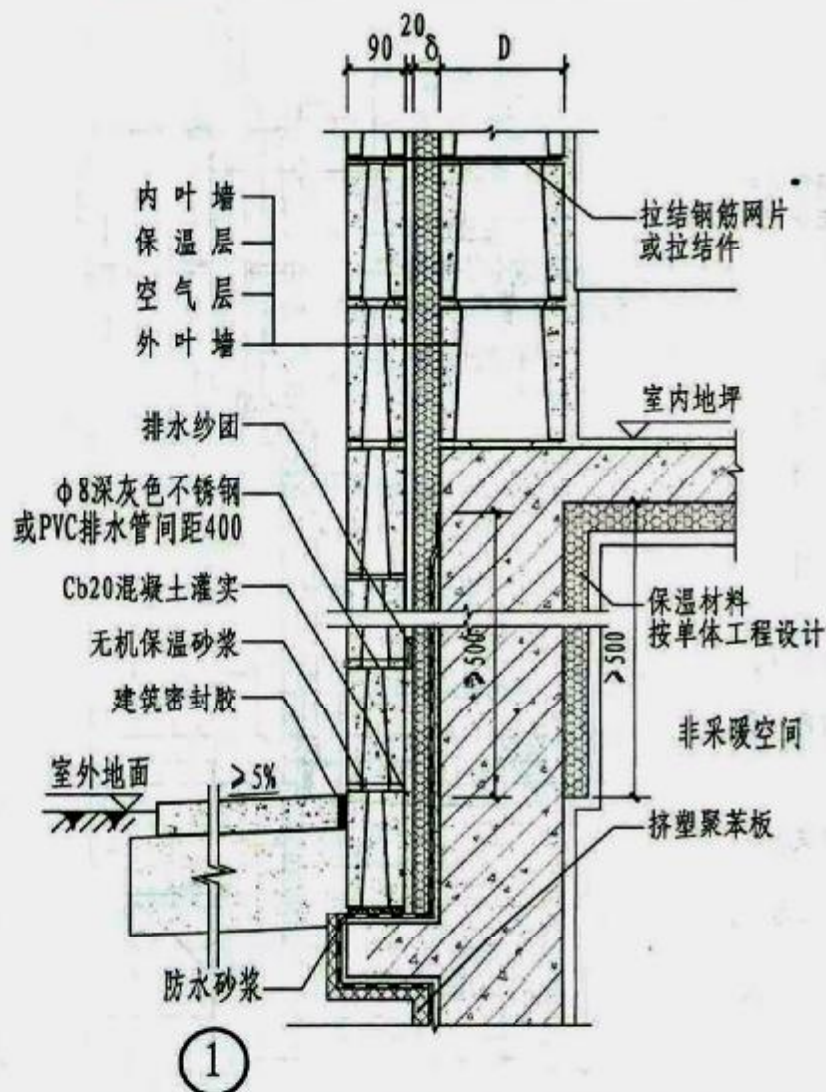 20
90 δ D
内叶墙
保温层
空气层
外叶墙
拉结钢筋网片
或拉结件
室内地坪
排水纱团
φ8深灰色不锈钢
或PVC排水管间距400
Cb20混凝土灌实
无机保温砂浆
建筑密封胶
保温材料
按单体工程设计
≥500
≥500
非采暖空间
室外地面
≥5%
挤塑聚苯板
防水砂浆
1